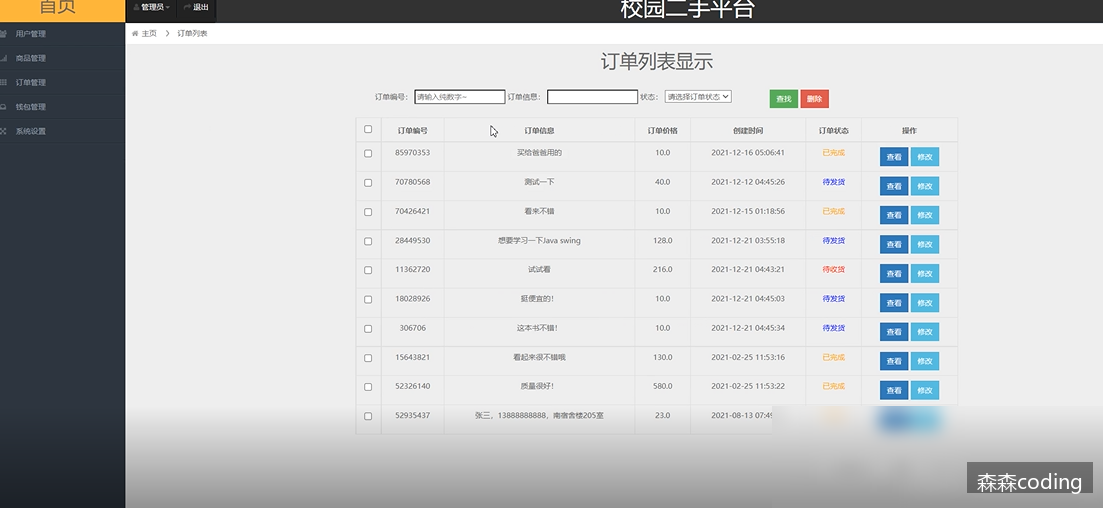 首页 管理员 退出 校园二手平台
主页 > 订单列表
用户管理
商品管理
订单管理
钱包管理
系统设置
订单列表显示
订单编号： 请输入纯数字~ 订单信息： 状态： 请选择订单状态 查找 删除
订单编号 订单信息 订单价格 创建时间 订单状态 操作
85970353 买给爸爸用的 10.0 2021-12-16 05:06:41 已完成 查看 修改
70780568 测试一下 40.0 2021-12-12 04:45:26 待发货 查看 修改
70426421 看来不错 10.0 2021-12-15 01:18:56 已完成 查看 修改
28449530 想要学习一下Java swing 128.0 2021-12-21 03:55:18 待发货 查看 修改
11362720 试试看 216.0 2021-12-21 04:43:21 待收货 查看 修改
18028926 挺便宜的！ 10.0 2021-12-21 04:45:03 待发货 查看 修改
306706 这本书不错！ 10.0 2021-12-21 04:45:34 待发货 查看 修改
15643821 看起来很不错哦 130.0 2021-02-25 11:53:16 已完成 查看 修改
52326140 质量很好！ 580.0 2021-02-25 11:53:22 已完成 查看 修改
52935437 张三，13888888888，南宿舍楼205室 23.0 2021-08-13 07:49
森森coding